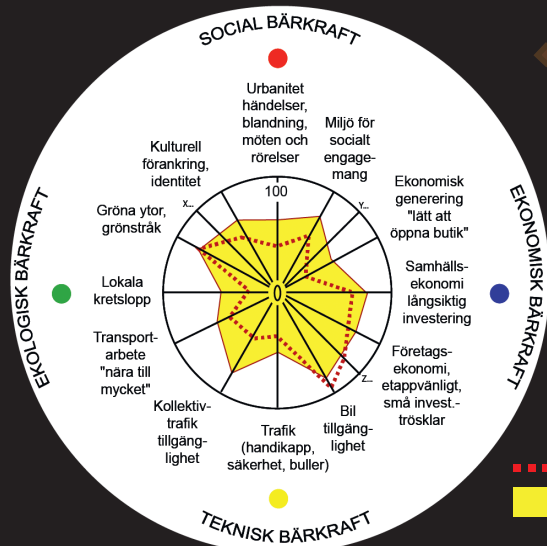 SOCIAL BÄRKRAFT
Urbanitet
händelser,
blandning,
möten och
rörelser
Miljö för
socialt
engage-
mang
Kulturell
förankring,
identitet
Ekonomisk
generering
"lätt att
öppna butik"
100
X...
Y...
Gröna ytor,
grönstråk
EKOLOGISK BÄRKRAFT
EKONOMISK BÄRKRAFT
Samhälls-
ekonomi
långsiktig
investering
Lokala
kretslopp
0
Transport-
arbete
"nära till
mycket"
Företags-
ekonomi,
etappvänligt,
små invest.-
trösklar
Z...
Kollektiv-
trafik
tillgäng-
lighet
Bil
tillgäng-
lighet
Trafik
(handikapp,
säkerhet, buller)
TEKNISK BÄRKRAFT